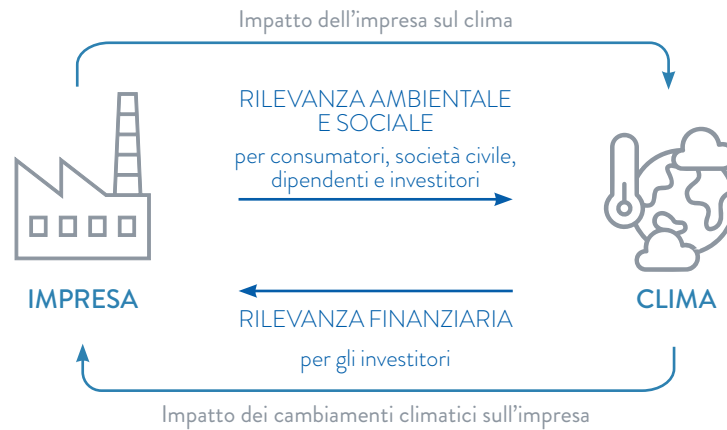 Impatto dell'impresa sul clima
RILEVANZA AMBIENTALE
E SOCIALE
per consumatori, società civile,
dipendenti e investitori
IMPRESA
CLIMA
RILEVANZA FINANZIARIA
per gli investitori
Impatto dei cambiamenti climatici sull'impresa